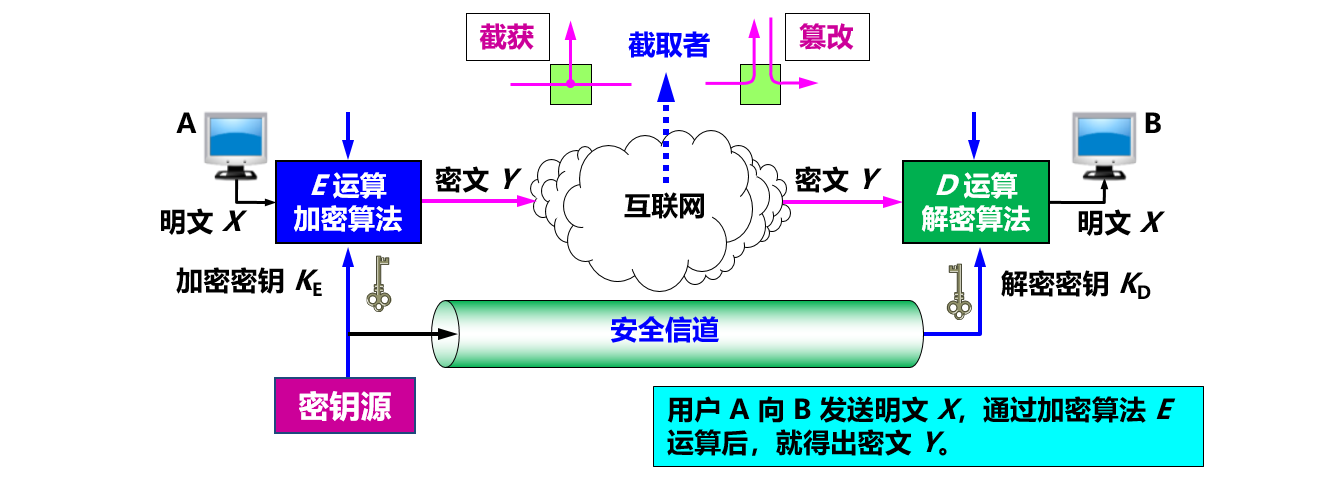 截获
截取者
篡改
A
B
E 运算
加密算法
密文 Y
互联网
密文 Y
D 运算
解密算法
明文 X
明文 X
加密密钥 KE
解密密钥 KD
安全信道
密钥源
用户 A 向 B 发送明文 X，通过加密算法 E
运算后，就得出密文 Y。